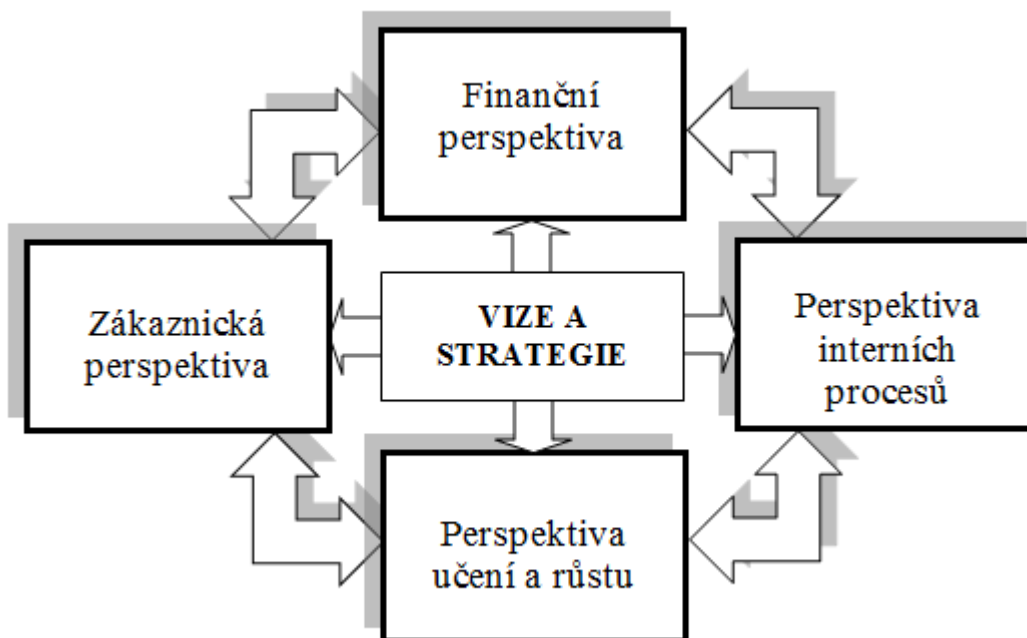 Finanční
perspektiva
Zákaznická
perspektiva
VIZE A
STRATEGIE
Perspektiva
interních
procesů
Perspektiva
učení a růstu